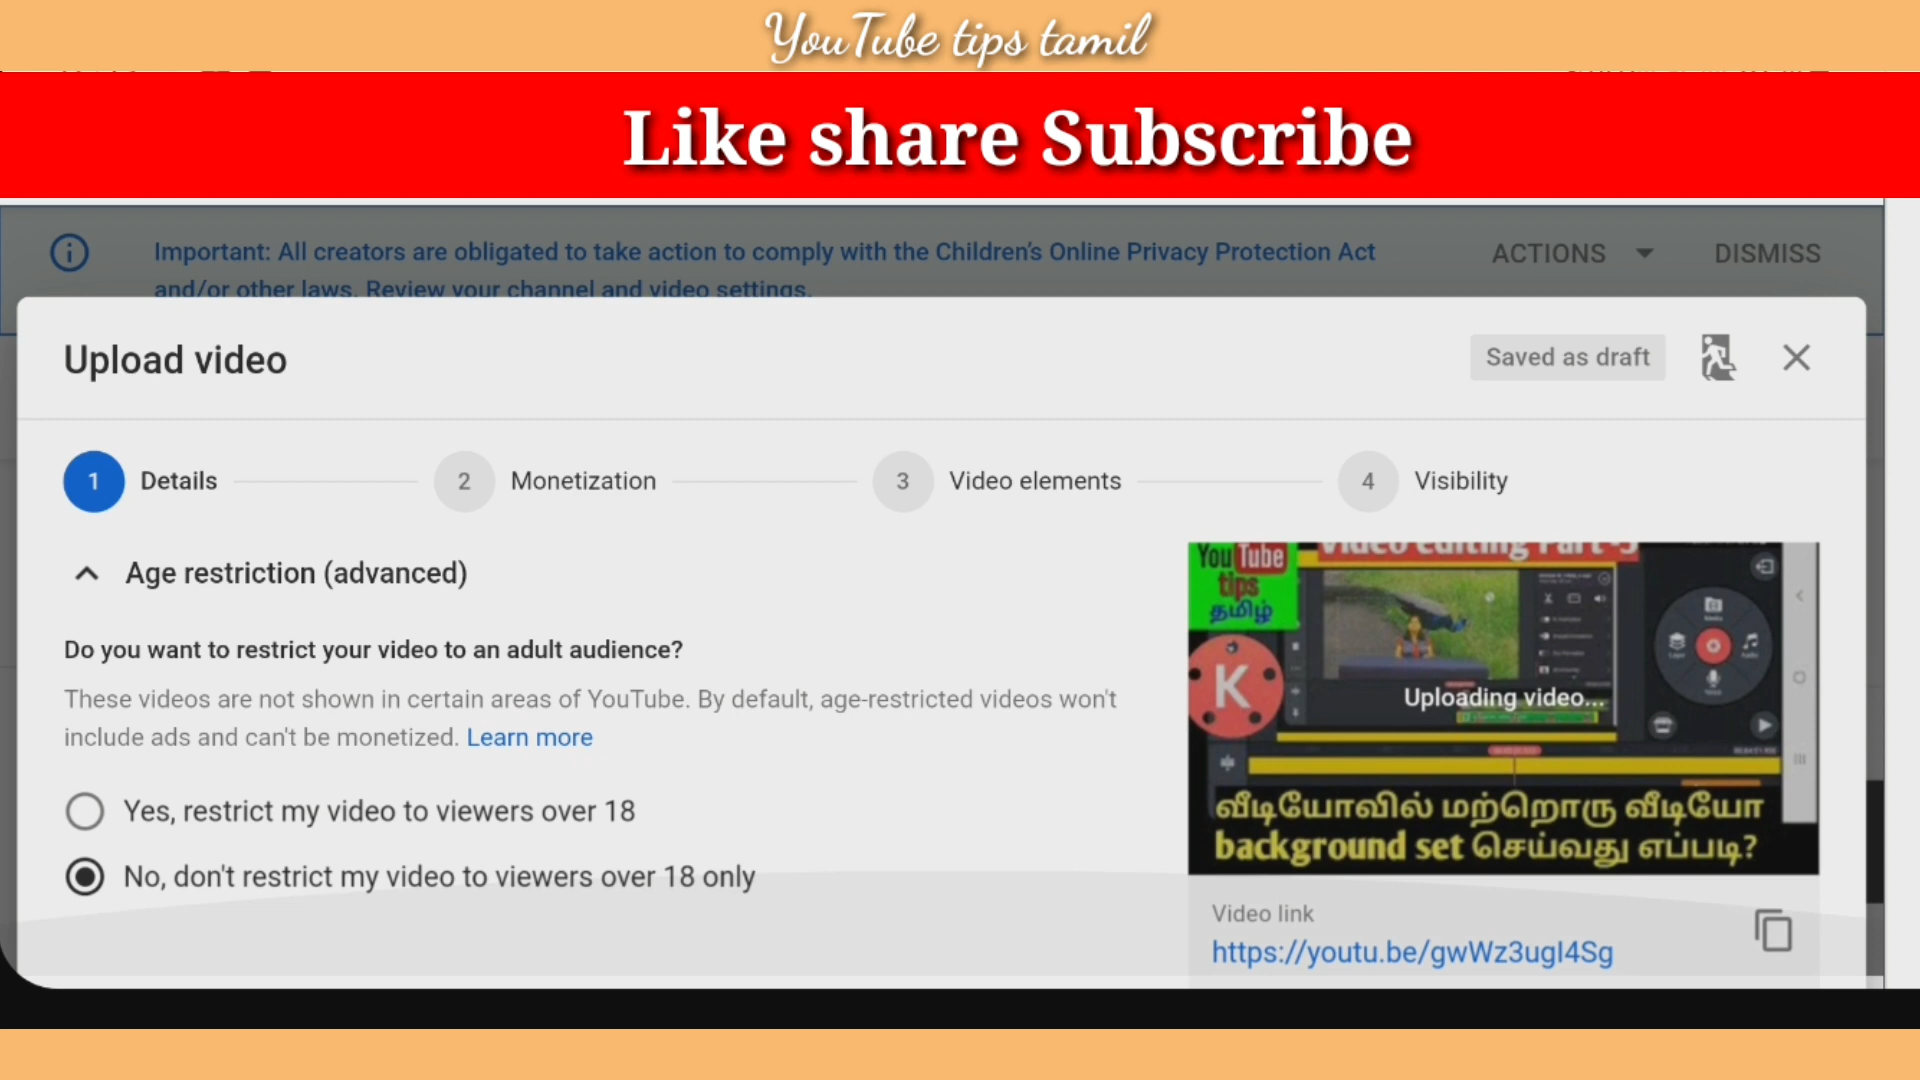 YouTube tips tamil
Like share Subscribe
Important: All creators are obligated to take action to comply with the Children's Online Privacy Protection Act
and/or other laws. Review your channel and video settings.
ACTIONS
DISMISS
Upload video
Saved as draft
1 Details
2 Monetization
3 Video elements
4 Visibility
Age restriction (advanced)
Do you want to restrict your video to an adult audience?
These videos are not shown in certain areas of YouTube. By default, age-restricted videos won't
include ads and can't be monetized. Learn more
Yes, restrict my video to viewers over 18
No, don't restrict my video to viewers over 18 only
Video editing Part-3
YouTube
tips
தமிழ்
K
Uploading video...
வீடியோவில் மற்றொரு வீடியோ
background set செய்வது எப்படி?
Video link
https://youtu.be/gwWz3ugI4Sg